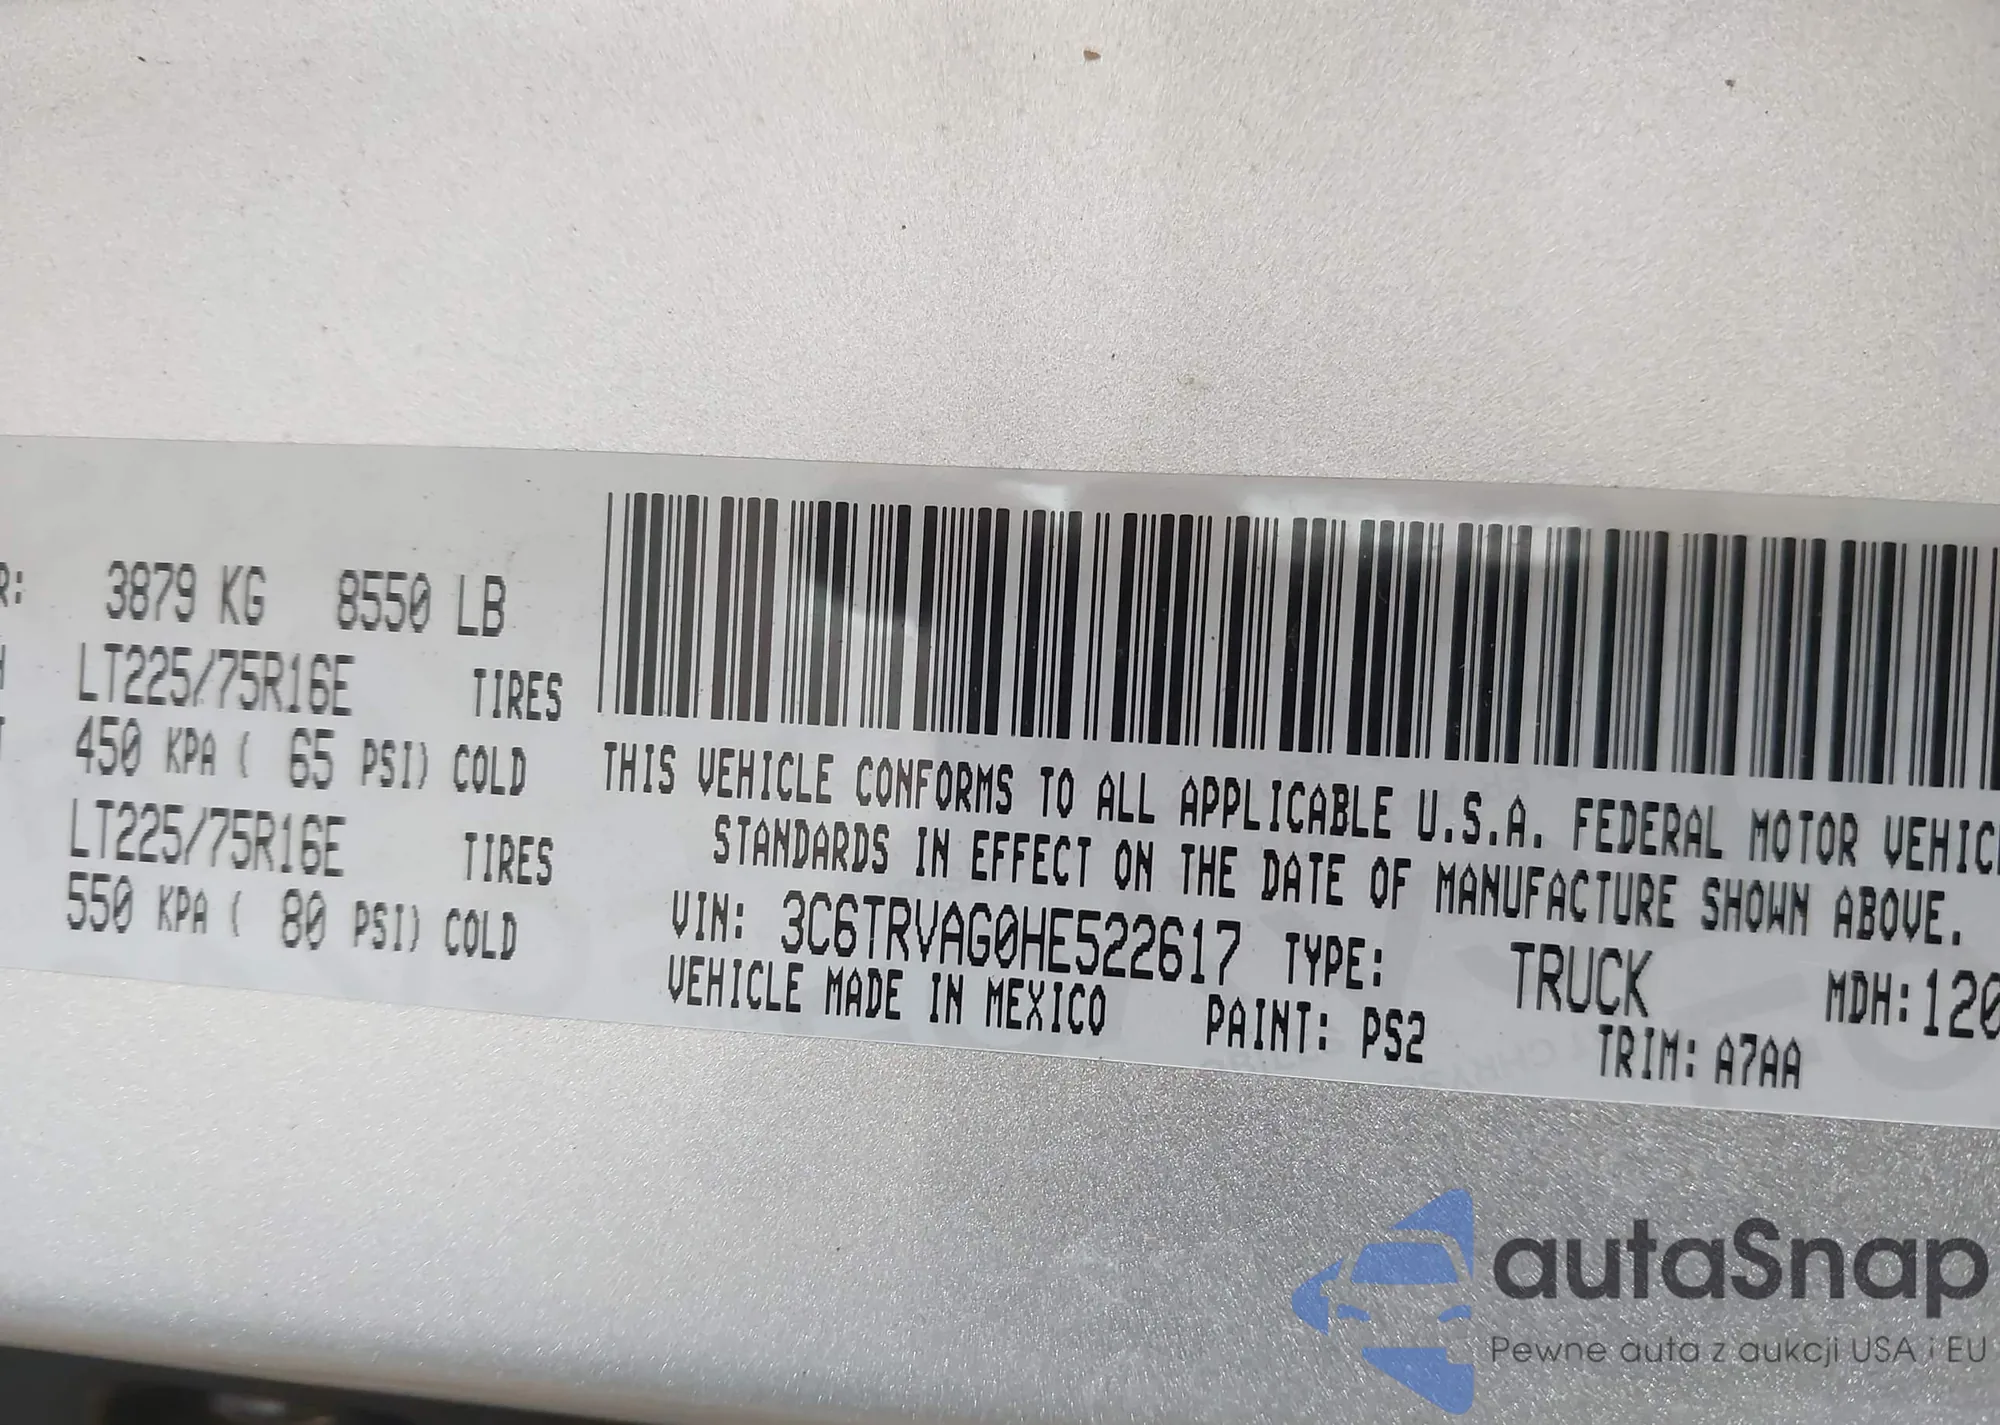 R: 3879 KG 8550 LB
LT225/75R16E TIRES
450 KPA ( 65 PSI) COLD
LT225/75R16E TIRES
550 KPA ( 80 PSI) COLD
THIS VEHICLE CONFORMS TO ALL APPLICABLE U.S.A. FEDERAL MOTOR VEHIC
STANDARDS IN EFFECT ON THE DATE OF MANUFACTURE SHOWN ABOVE.
VIN: 3C6TRVAG0HE522617 TYPE: TRUCK MDH: 120
VEHICLE MADE IN MEXICO PAINT: PS2 TRIM: A7AA
autaSnap
Pewne auta z aukcji USA i EU